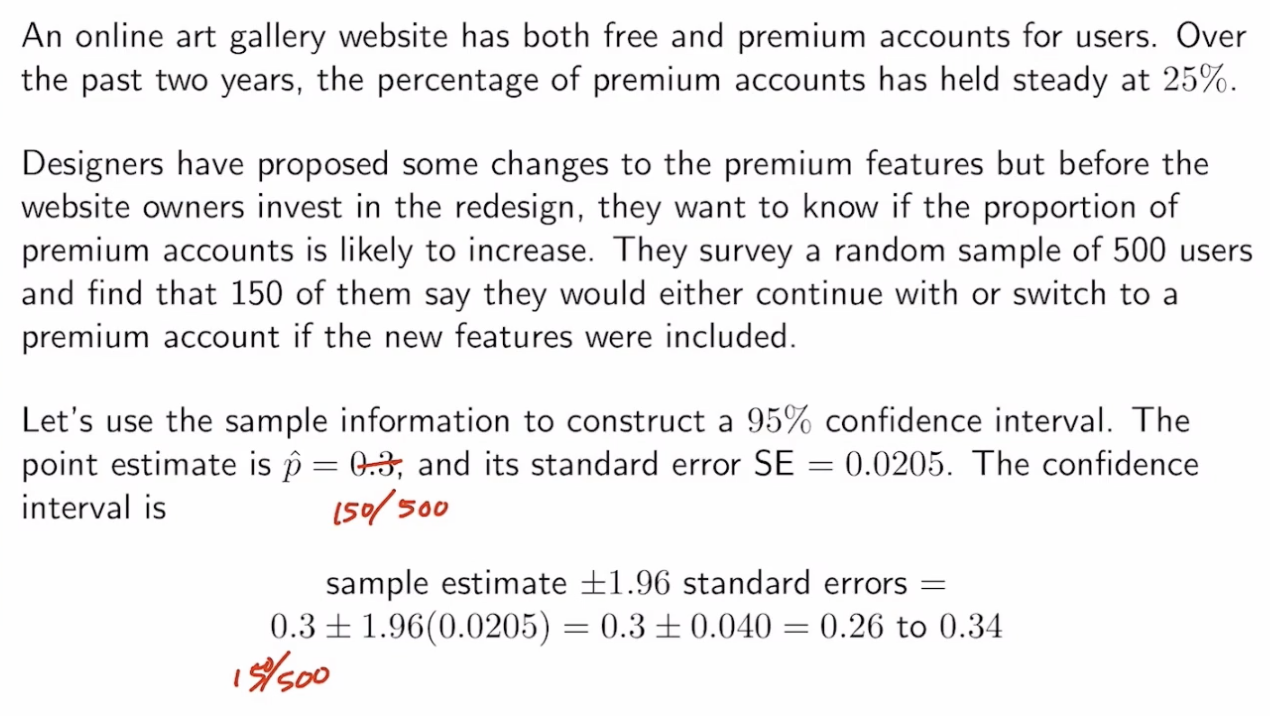 An online art gallery website has both free and premium accounts for users. Over
the past two years, the percentage of premium accounts has held steady at 25%.
Designers have proposed some changes to the premium features but before the
website owners invest in the redesign, they want to know if the proportion of
premium accounts is likely to increase. They survey a random sample of 500 users
and find that 150 of them say they would either continue with or switch to a
premium account if the new features were included.
Let's use the sample information to construct a 95% confidence interval. The
point estimate is p̂ = 0.3, and its standard error SE = 0.0205. The confidence
interval is
150/500
sample estimate ±1.96 standard errors =
0.3 ± 1.96(0.0205) = 0.3 ± 0.040 = 0.26 to 0.34
150/500